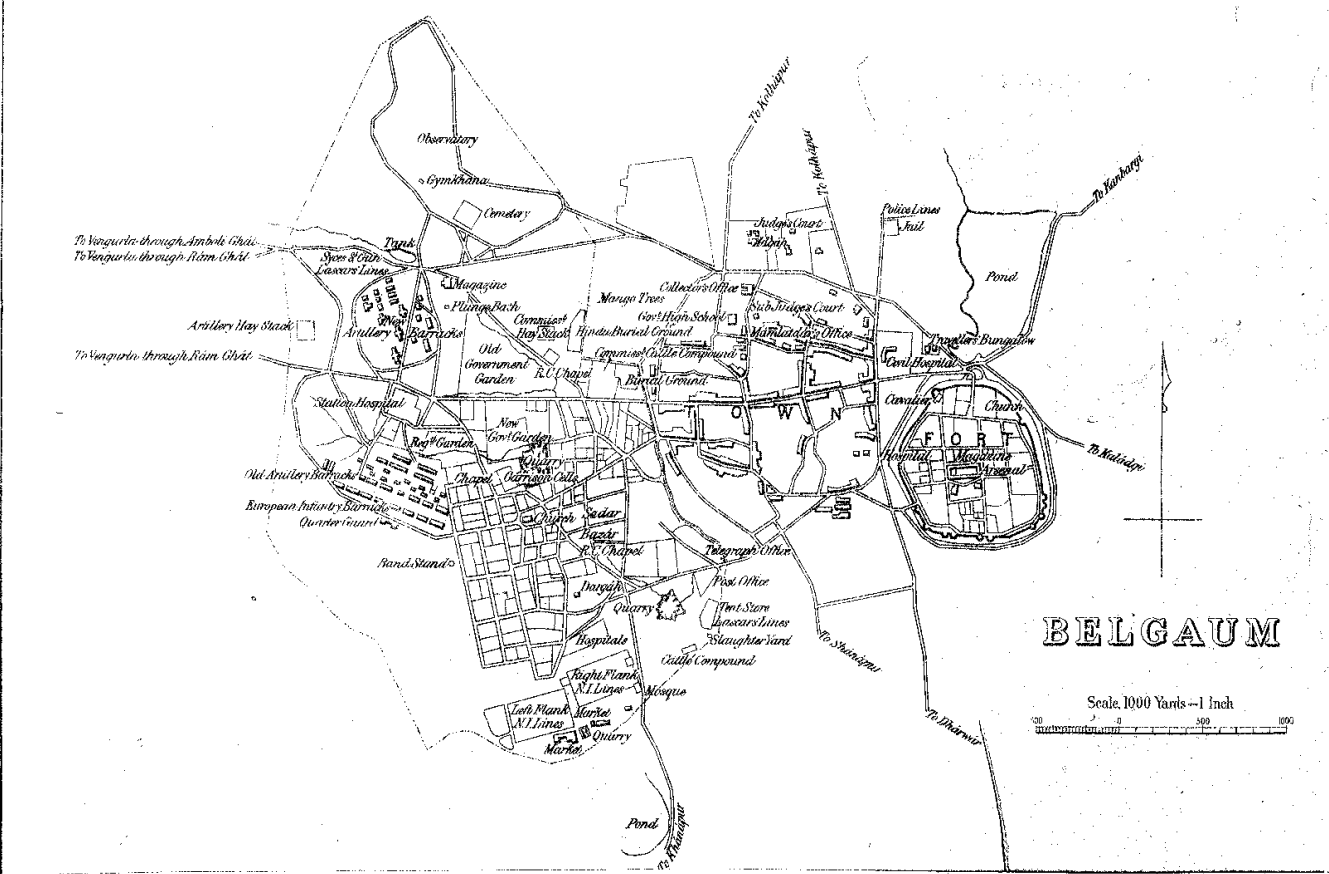 To Kolhápur
To Kolhápur
Observatory
Gymkhana
To Kanbargi
Cemetery
Police Lines
Jail
Judge's Court
To Vengurla through Amboli Ghát
To Vengurla through Rám Ghát
Tank
Syces & Gun
Lascars Lines
Pond
Magazine
Plunge Bath
Collector's Office
Mango Trees
Sub Judge's Court
Govt. High School
Artillery Hay Stack
New
Artillery Barracks
Commisst.
Hay Stack
Hindu Burial Ground
Mámlatdár's Office
Travellers Bungalow
To Vengurla through Rám Ghát
Old
Government
Garden
Commisst. Cattle Compound
Civil Hospital
R.C. Chapel
Burial Ground
Station Hospital
Cavalier
Church
TOWN
New
Govt. Garden
FORT
Regtl. Garden
To Kaládgi
Quarry
Hospital
Magazine
Arsenal
Old Artillery Barracks
Chapel
Garrison Cells
European Infantry Barracks
Quarter Guard
Church
Sadar
Bazár
R.C. Chapel
Telegraph Office
Band Stand
Dargáh
Post Office
Quarry
Tent Store
Lascars Lines
Hospitals
Slaughter Yard
To Sháhápur
BELGAUM
Cattle Compound
Right Flank
N.I. Lines
Mosque
Left Flank
N.I. Lines
Market
Quarry
Market
To Dhárwár
Scale, 1000 Yards = 1 Inch
0 500 1000
Pond
To Khánápur